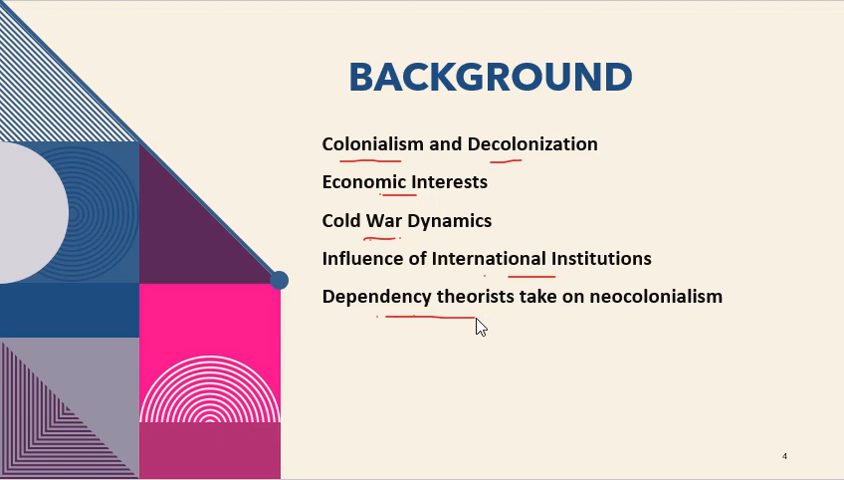 BACKGROUND
Colonialism and Decolonization
Economic Interests
Cold War Dynamics
Influence of International Institutions
Dependency theorists take on neocolonialism
4